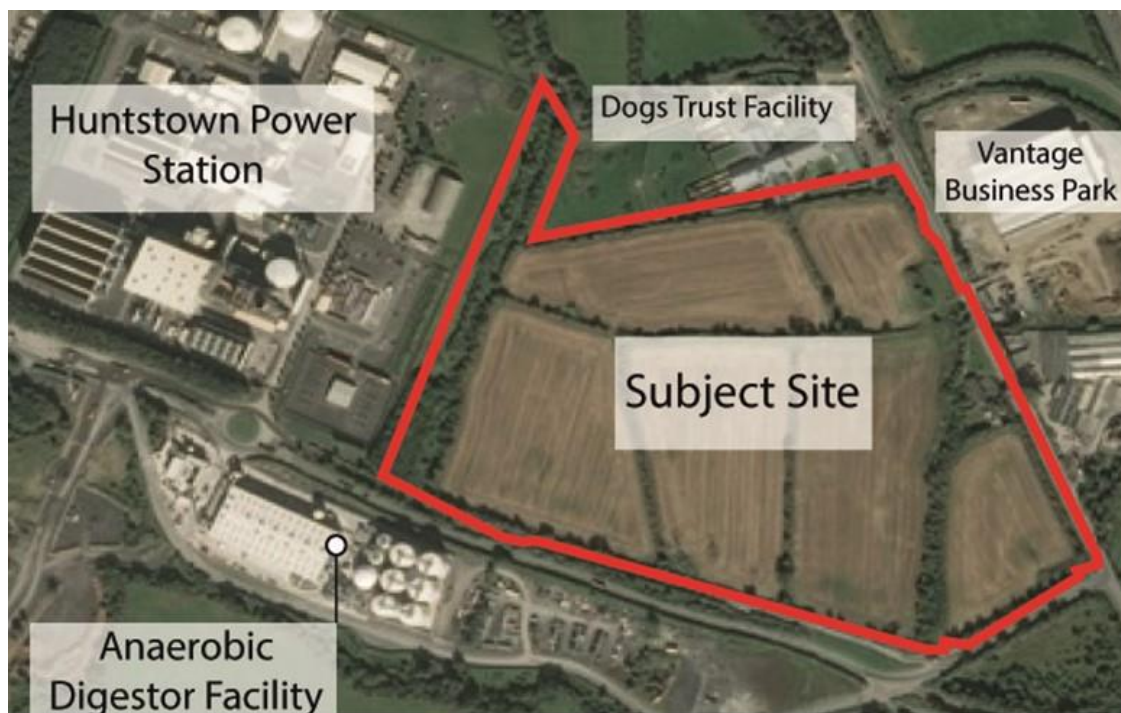 Huntstown Power
Station
Dogs Trust Facility
Vantage
Business Park
Subject Site
Anaerobic
Digestor Facility